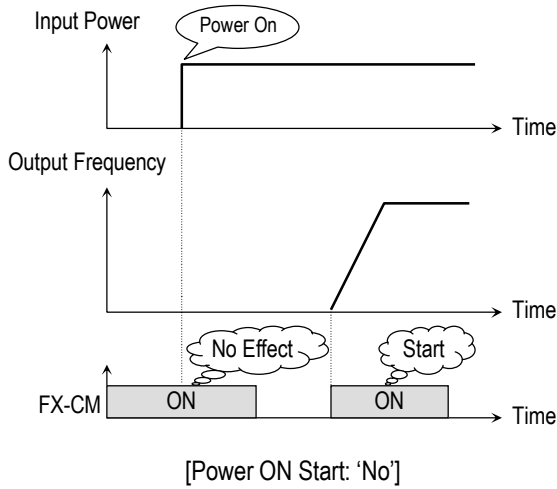 Input Power
Power On
Time
Output Frequency
Time
No Effect
Start
FX-CM
ON
ON
Time
[Power ON Start: ‘No’]